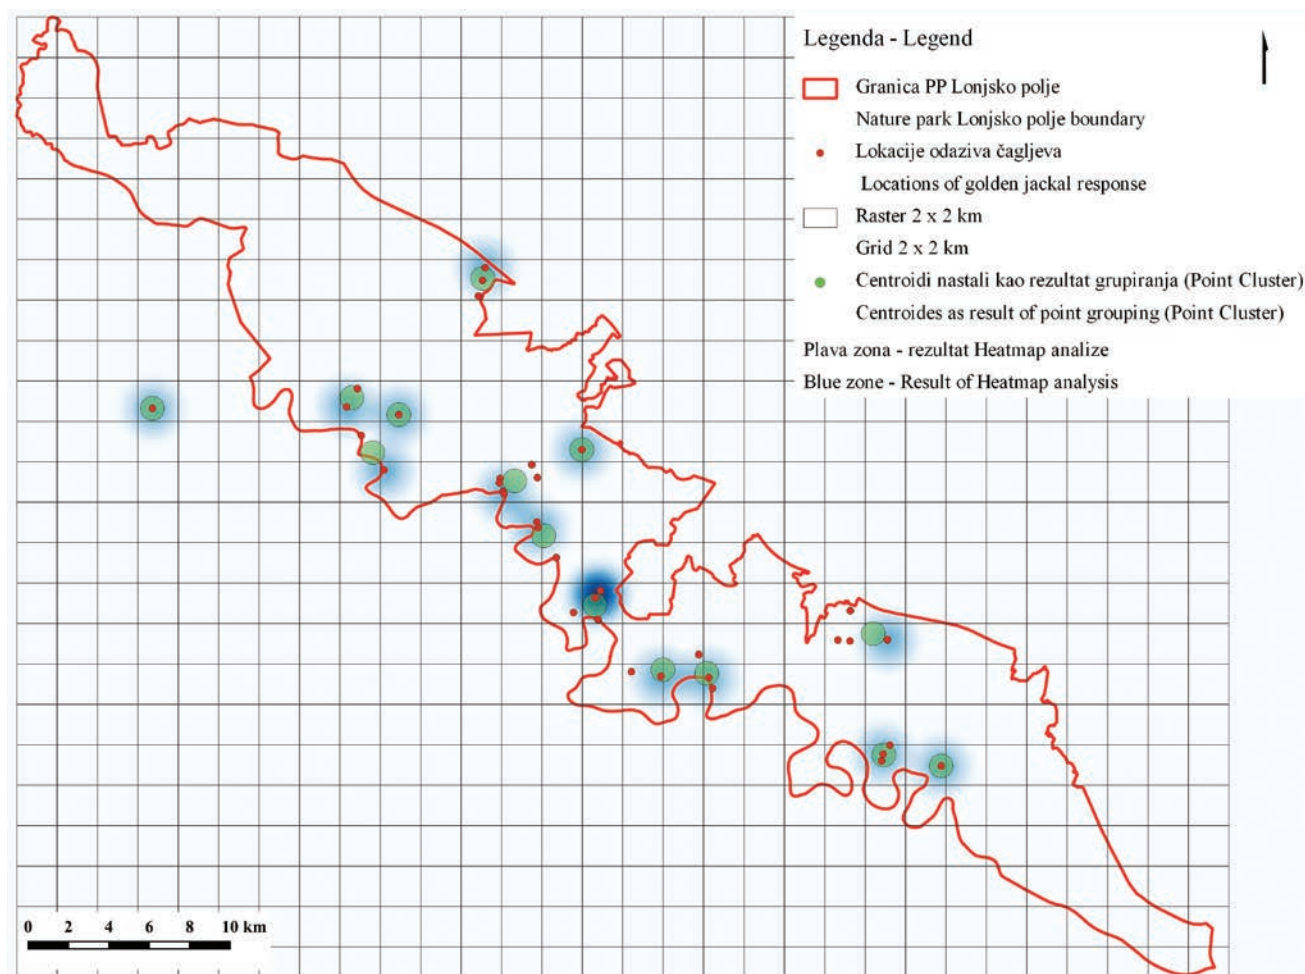 Legenda - Legend
Granica PP Lonjsko polje
Nature park Lonjsko polje boundary
Lokacije odaziva čagljeva
Locations of golden jackal response
Raster 2 x 2 km
Grid 2 x 2 km
Centroidi nastali kao rezultat grupiranja (Point Cluster)
Centroides as result of point grouping (Point Cluster)
Plava zona - rezultat Heatmap analize
Blue zone - Result of Heatmap analysis
0 2 4 6 8 10 km